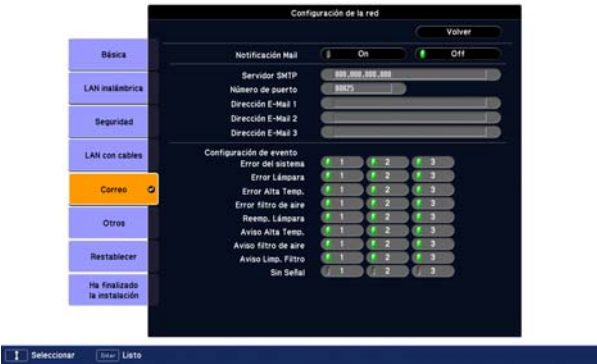 Configuración de la red
Volver
Básica
LAN inalámbrica
Seguridad
LAN con cables
Correo
Otros
Restablecer
Ha finalizado
la instalación
Notificación Mail On Off
Servidor SMTP 000.000.000.000
Número de puerto 00025
Dirección E-Mail 1
Dirección E-Mail 2
Dirección E-Mail 3
Configuración de evento
Error del sistema 1 2 3
Error Lámpara 1 2 3
Error Alta Temp. 1 2 3
Error filtro de aire 1 2 3
Reemp. Lámpara 1 2 3
Aviso Alta Temp. 1 2 3
Aviso filtro de aire 1 2 3
Aviso Limp. Filtro 1 2 3
Sin Señal 1 2 3
Seleccionar Enter Listo